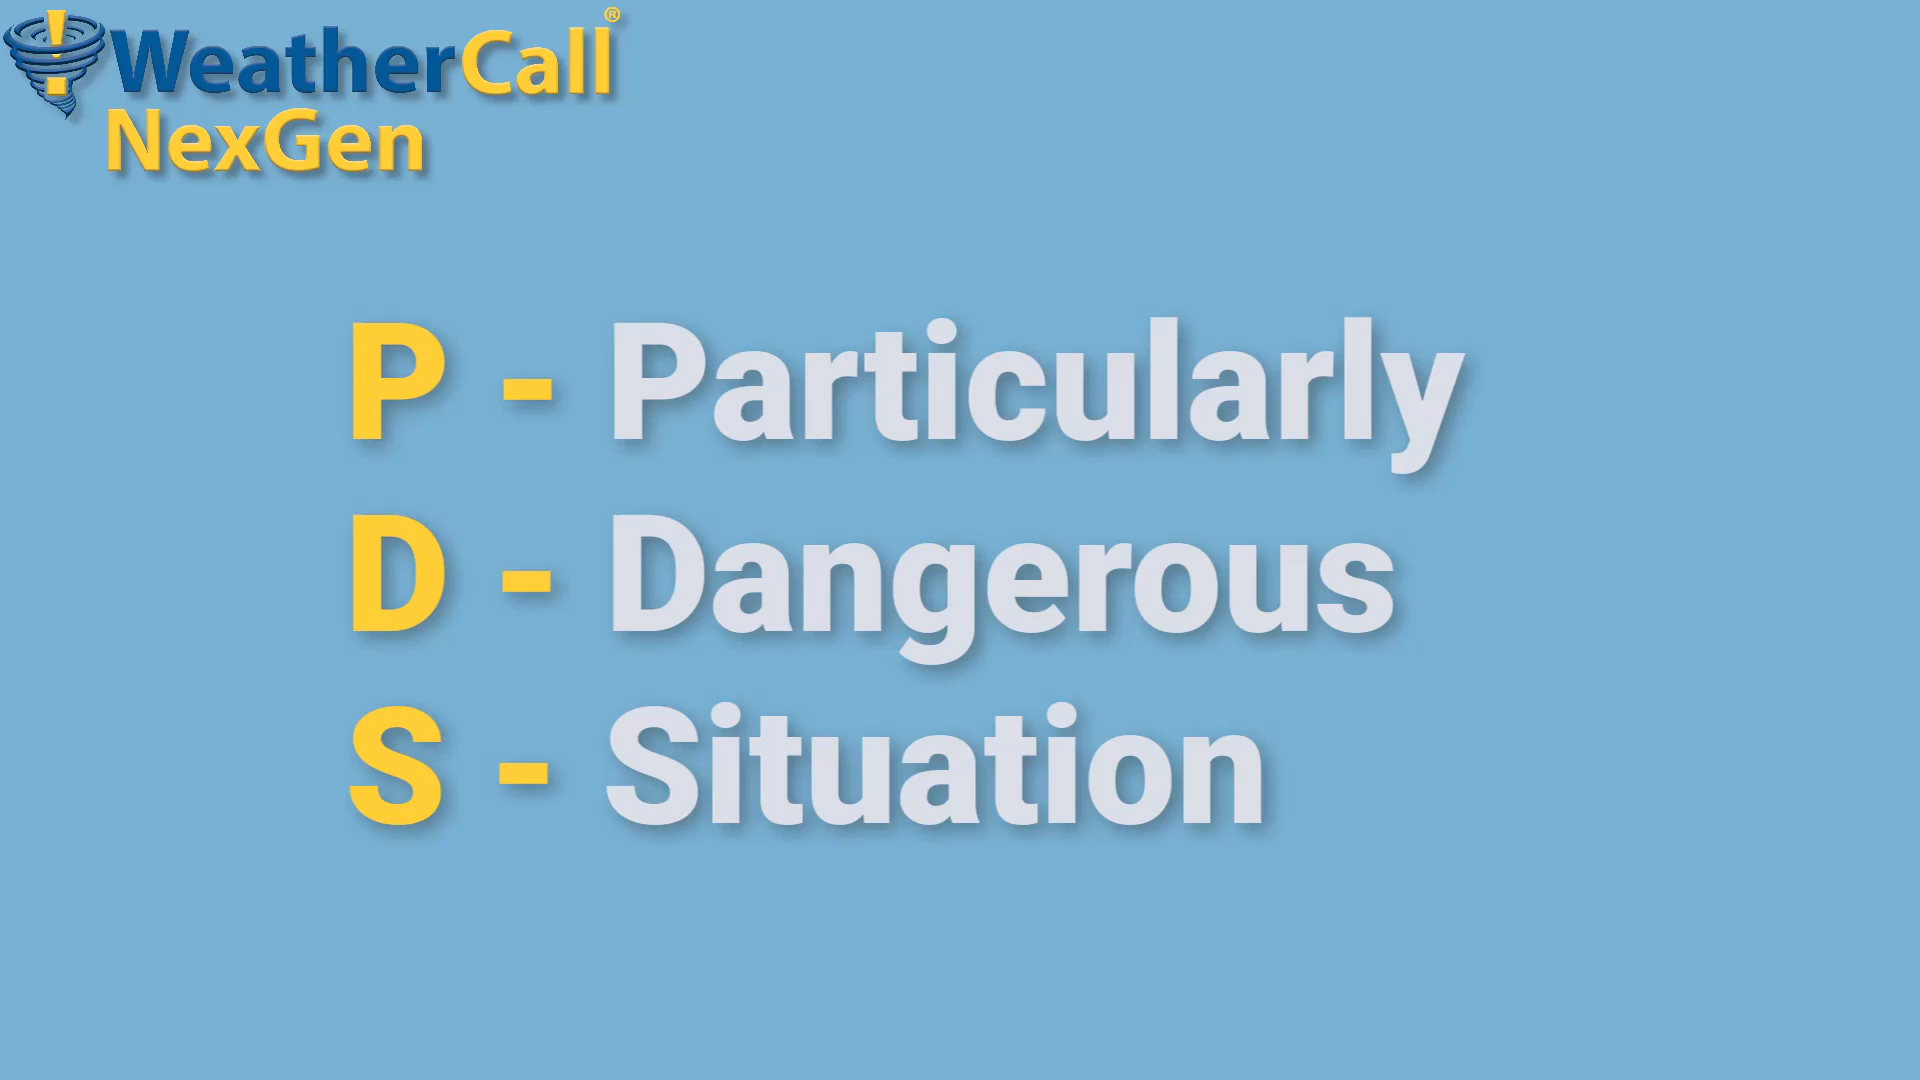 WeatherCall®
NexGen
P - Particularly
D - Dangerous
S - Situation